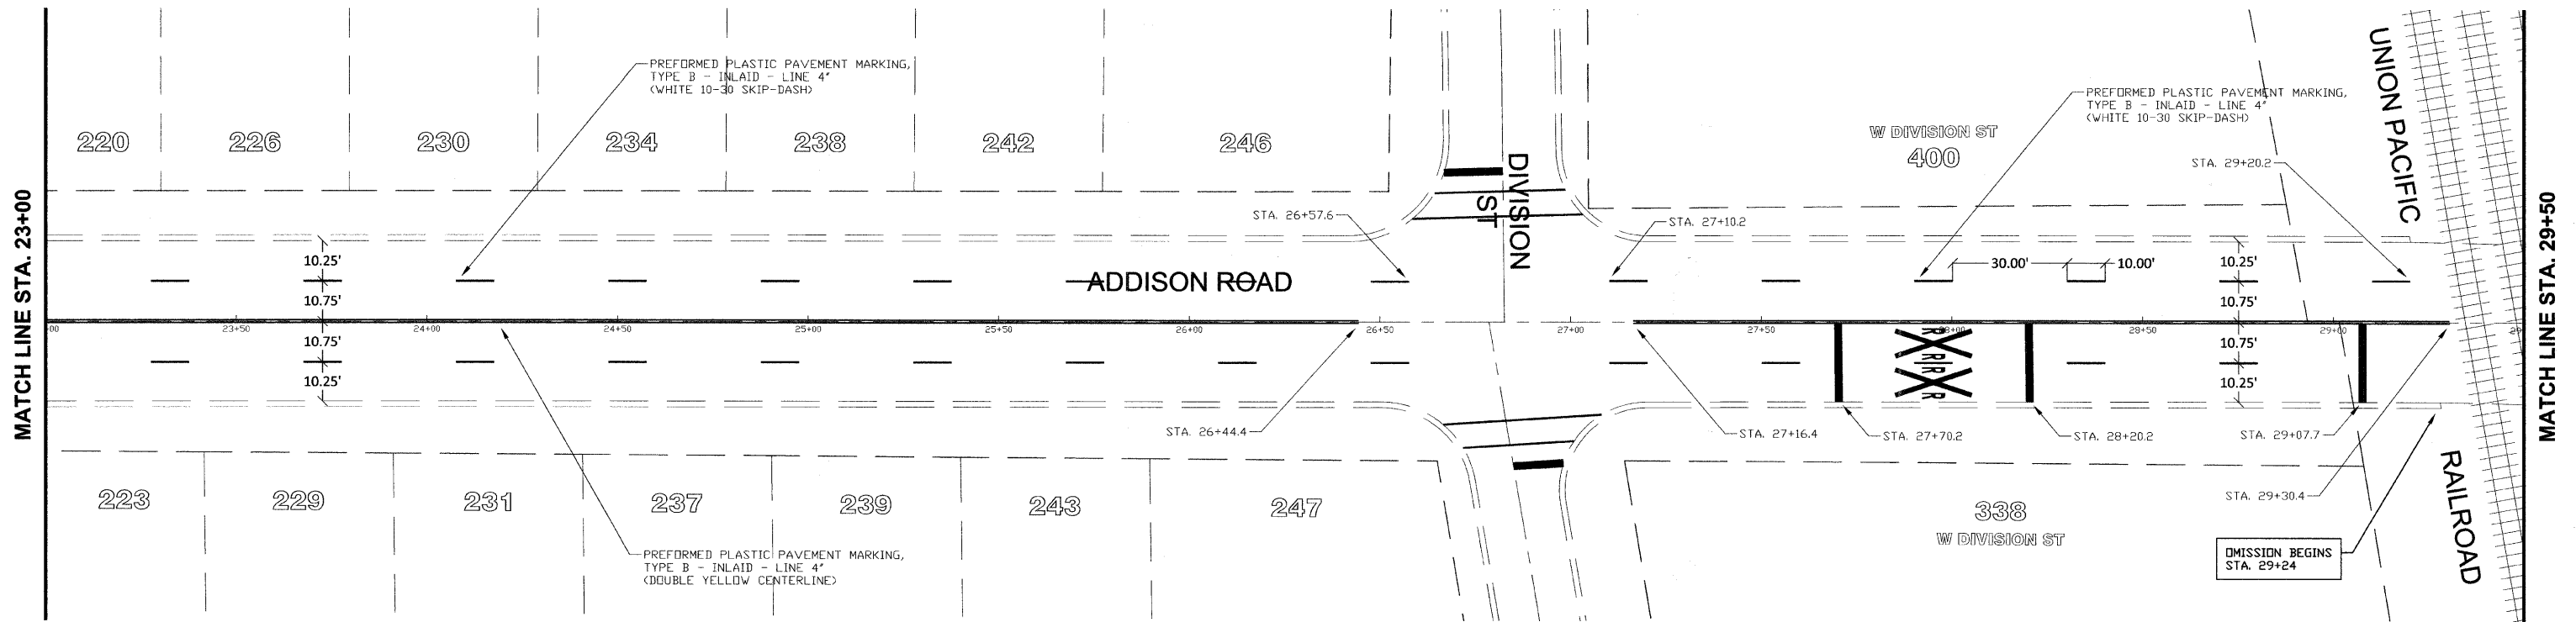 MATCH LINE STA. 23+00
PREFORMED PLASTIC PAVEMENT MARKING,
TYPE B - INLAID - LINE 4"
(WHITE 10-30 SKIP-DASH)
220
226
230
234
238
242
246
DIVISION
ST
W DIVISION ST
400
PREFORMED PLASTIC PAVEMENT MARKING,
TYPE B - INLAID - LINE 4"
(WHITE 10-30 SKIP-DASH)
UNION PACIFIC
STA. 29+20.2
STA. 26+57.6
STA. 27+10.2
10.25'
10.75'
10.75'
10.25'
ADDISON ROAD
30.00'
10.00'
10.25'
10.75'
10.75'
10.25'
00
23+50
24+00
24+50
25+00
25+50
26+00
26+50
27+00
27+50
28+00
28+50
29+00
29
R R
R R
STA. 26+44.4
STA. 27+16.4
STA. 27+70.2
STA. 28+20.2
STA. 29+07.7
STA. 29+30.4
223
229
231
237
239
243
247
338
W DIVISION ST
PREFORMED PLASTIC PAVEMENT MARKING,
TYPE B - INLAID - LINE 4"
(DOUBLE YELLOW CENTERLINE)
OMISSION BEGINS
STA. 29+24
RAILROAD
MATCH LINE STA. 29+50